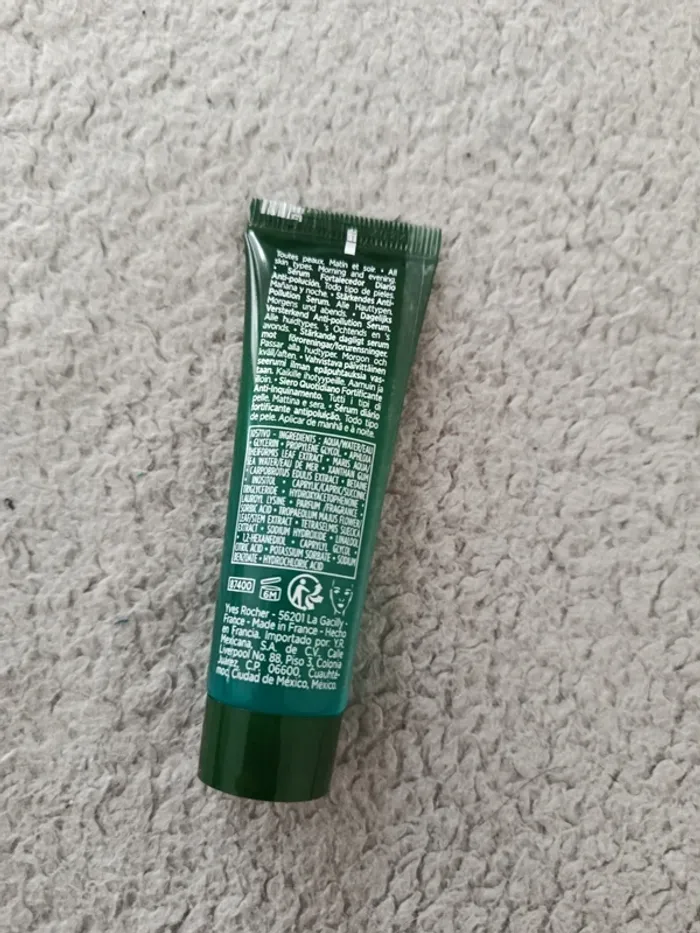 Toutes peaux. Matin et soir. • All
skin types. Morning and evening.
• Sérum Fortalecedor Diario
Anti-polución. Todo tipo de pieles.
Mañana y noche. • Stärkendes Anti-
Pollution Serum. Alle Hauttypen.
Morgens und abends. • Dagelijks
Versterkend Anti-pollution Serum.
Alle huidtypes. 's Ochtends en 's
avonds. • Stärkande dagligt serum
mot föroreningar/forurensninger.
Passar alla hudtyper. Morgon och
kväll/aften. • Vahvistava päivittäinen
seerumi ilman epäpuhtauksia vas-
taan. Kaikille ihotyypeille. Aamuin ja
illoin. • Siero Quotidiano Fortificante
Anti-Inquinamento. Tutti i tipi di
pelle. Mattina e sera. • Sérum diário
fortificante antipoluição. Todo tipo
de pele. Aplicar de manhã e à noite.
115217VO - INGREDIENTS : AQUA/WATER/EAU
• GLYCERIN • PROPYLENE GLYCOL • APHLOIA
THEIFORMIS LEAF EXTRACT • MARIS AQUA/
SEA WATER/EAU DE MER • XANTHAN GUM
• CARPOBROTUS EDULIS EXTRACT • BETAINE
• INOSITOL • CAPRYLIC/CAPRIC/SUCCINIC
TRIGLYCERIDE • HYDROXYACETOPHENONE •
LAUROYL LYSINE • PARFUM /FRAGRANCE •
SORBIC ACID • TROPAEOLUM MAJUS FLOWER/
LEAF/STEM EXTRACT • TETRASELMIS SUECICA
EXTRACT • SODIUM HYDROXIDE • LINALOOL
• 1,2-HEXANEDIOL • CAPRYLYL GLYCOL •
CITRIC ACID • POTASSIUM SORBATE • SODIUM
BENZOATE • HYDROCHLORIC ACID
87400 6M
Yves Rocher - 56201 La Gacilly -
France - Made in France - Hecho
en Francia. Importado por: Y.R.
Mexicana, S.A. de C.V., Calle
Liverpool No. 88, Piso 3, Colonia
Juárez, C.P. 06600, Cuauhté-
moc, Ciudad de México, México.